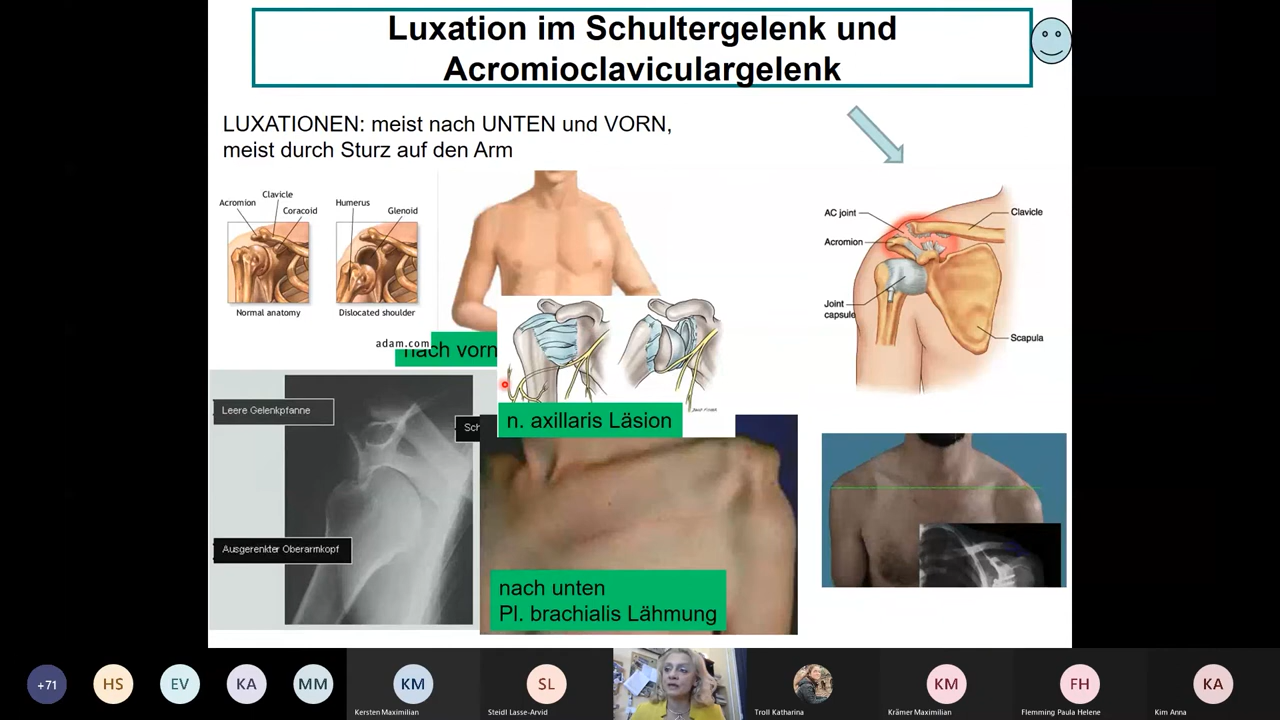 Luxation im Schultergelenk und
Acromioclaviculargelenk
LUXATIONEN: meist nach UNTEN und VORN,
meist durch Sturz auf den Arm
Acromion
Clavicle
Coracoid
Humerus
Glenoid
Normal anatomy
Dislocated shoulder
adam.com
nach vorn
AC joint
Clavicle
Acromion
Joint
capsule
Scapula
Leere Gelenkpfanne
Sch
n. axillaris Läsion
Ausgerenkter Oberarmkopf
nach unten
Pl. brachialis Lähmung
+71
HS
EV
KA
MM
KM
Kersten Maximilian
SL
Steidl Lasse-Arvid
Troll Katharina
KM
Krämer Maximilian
FH
Flemming Paula Helene
KA
Kim Anna